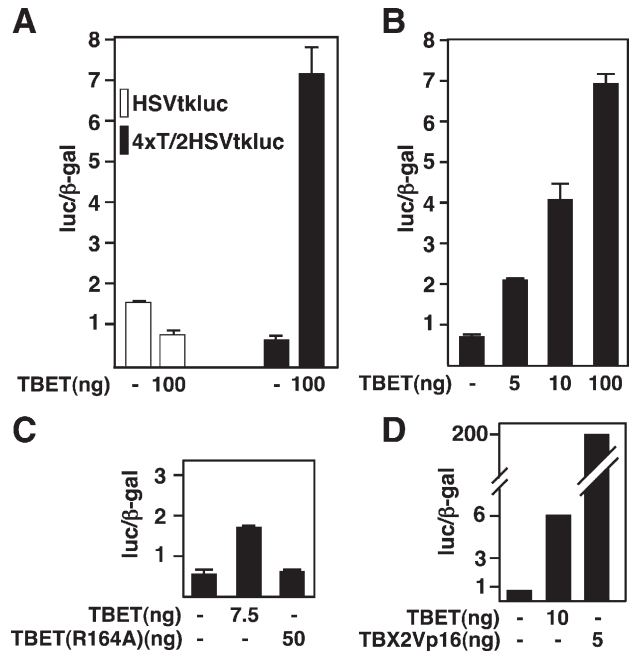 A
luc/β-gal
8
7
6
5
4
3
2
1
HSVtkluc
4xT/2HSVtkluc
TBET(ng) - 100 - 100
B
luc/β-gal
8
7
6
5
4
3
2
1
TBET(ng) - 5 10 100
C
luc/β-gal
3
2
1
TBET(ng) - 7.5 -
TBET(R164A)(ng) - - 50
D
luc/β-gal
200
6
3
1
TBET(ng) - 10 -
TBX2Vp16(ng) - - 5